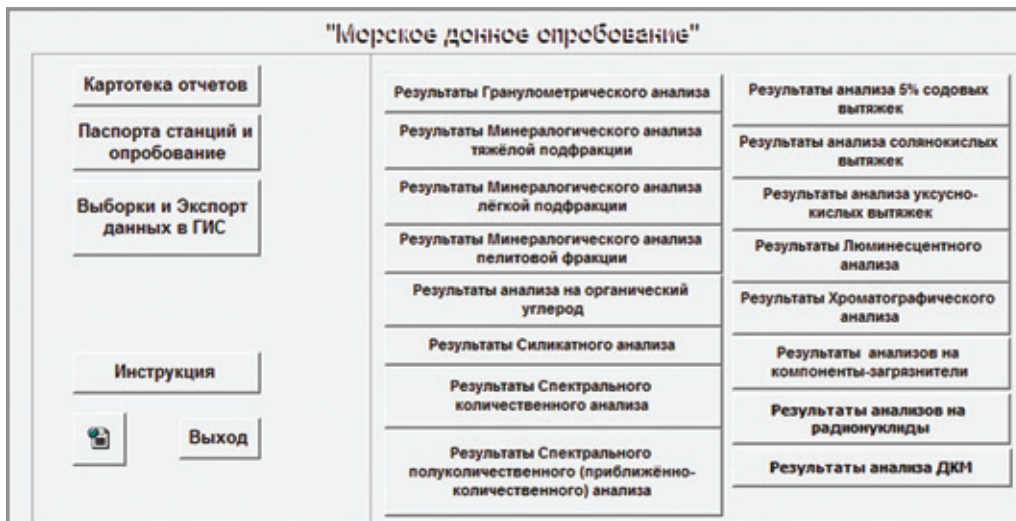 "Морское донное опробование"
Картотека отчетов
Паспорта станций и
опробование
Выборки и Экспорт
данных в ГИС
Инструкция
Выход
Результаты Гранулометрического анализа
Результаты Минералогического анализа
тяжёлой подфракции
Результаты Минералогического анализа
лёгкой подфракции
Результаты Минералогического анализа
пелитовой фракции
Результаты анализа на органический
углерод
Результаты Силикатного анализа
Результаты Спектрального
количественного анализа
Результаты Спектрального
полуколичественного (приближённо-
количественного) анализа
Результаты анализа 5% содовых
вытяжек
Результаты анализа солянокислых
вытяжек
Результаты анализа уксусно-
кислых вытяжек
Результаты Люминесцентного
анализа
Результаты Хроматографического
анализа
Результаты анализов на
компоненты-загрязнители
Результаты анализов на
радионуклиды
Результаты анализа ДКМ